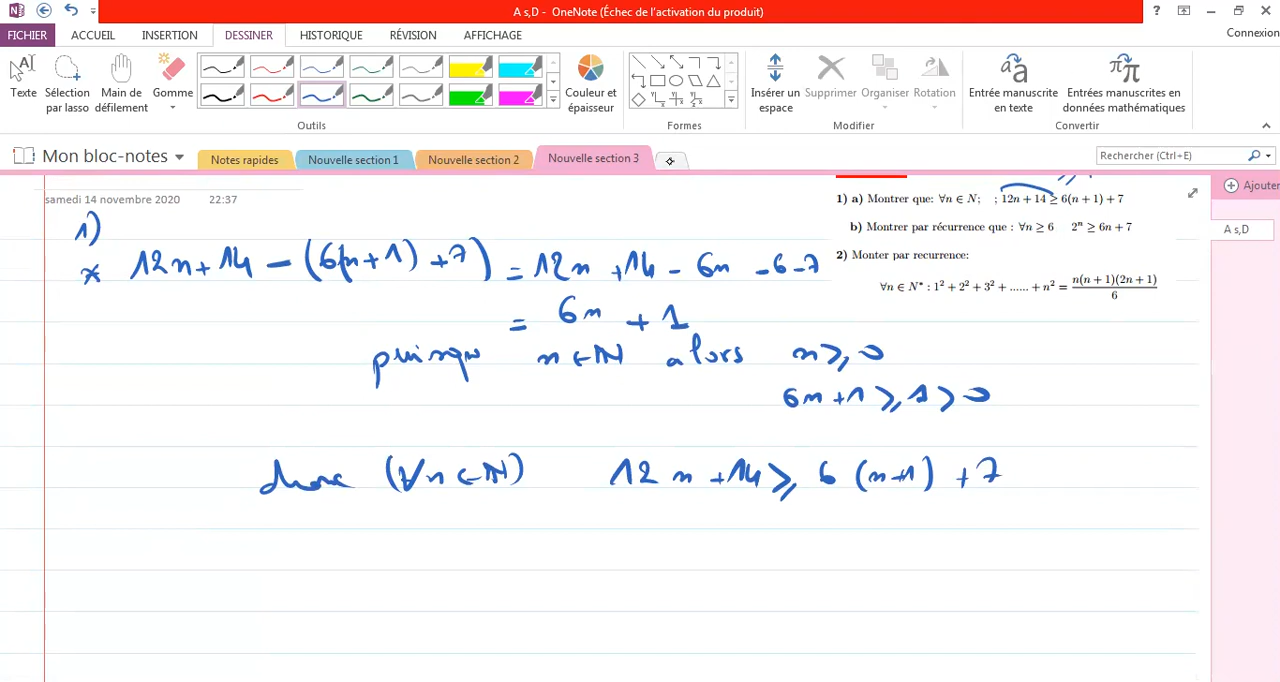 A s,D - OneNote (Échec de l'activation du produit)
FICHIER ACCUEIL INSERTION DESSINER HISTORIQUE RÉVISION AFFICHAGE
Connexion
Texte Sélection par lasso Main de défilement Gomme
Couleur et épaisseur
Insérer un espace Supprimer Organiser Rotation
Entrée manuscrite en texte Entrées manuscrites en données mathématiques
Outils Formes Modifier Convertir
Mon bloc-notes Notes rapides Nouvelle section 1 Nouvelle section 2 Nouvelle section 3
Rechercher (Ctrl+E)
Ajouter
A s,D
samedi 14 novembre 2020 22:37
1) a) Montrer que: ∀n ∈ N; ; 12n + 14 ≥ 6(n + 1) + 7
b) Montrer par récurrence que : ∀n ≥ 6 2ⁿ ≥ 6n + 7
2) Monter par recurrence:
∀n ∈ N* : 1² + 2² + 3² + ...... + n² = n(n + 1)(2n + 1) / 6
1)
* 12n + 14 - (6(n + 1) + 7) = 12n + 14 - 6n - 6 - 7
= 6n + 1
puisque n ∈ ℕ alors n ≥ 0
6n + 1 ≥ 1 > 0
donc (∀n ∈ ℕ) 12n + 14 ≥ 6(n+1) + 7